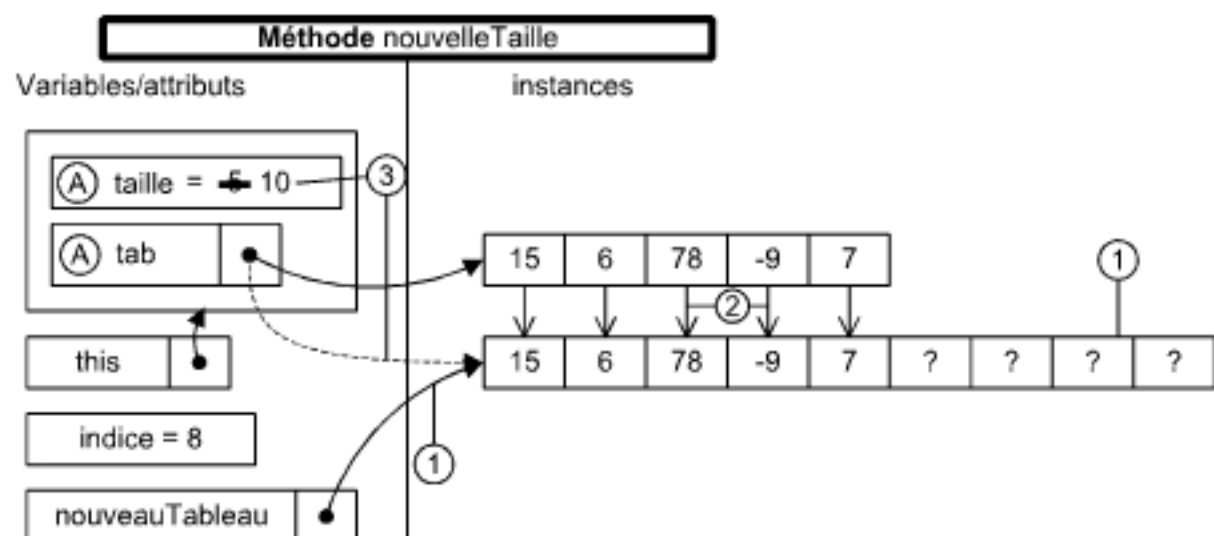 Méthode nouvelleTaille
Variables/attributs
instances
A taille = 5 10
3
A tab
15 6 78 -9 7
1
2
this
15 6 78 -9 7 ? ? ? ?
indice = 8
1
nouveauTableau